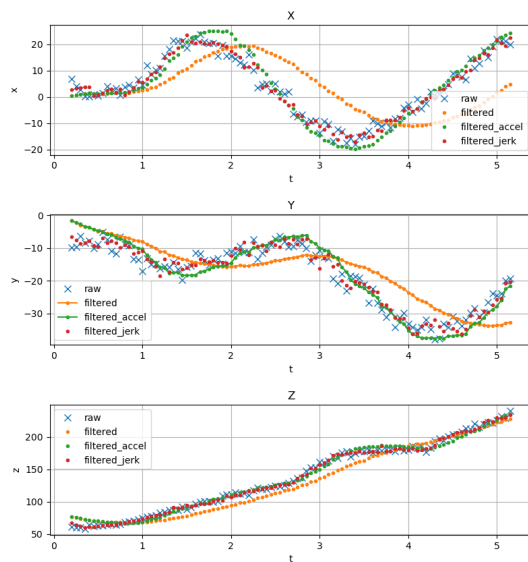 X
20
10
0
−10
−20
x
0
1
2
3
4
5
t
raw
filtered
filtered_accel
filtered_jerk
Y
0
−10
−20
−30
y
raw
filtered
filtered_accel
filtered_jerk
0
1
2
3
4
5
t
Z
200
150
100
50
z
raw
filtered
filtered_accel
filtered_jerk
0
1
2
3
4
5
t